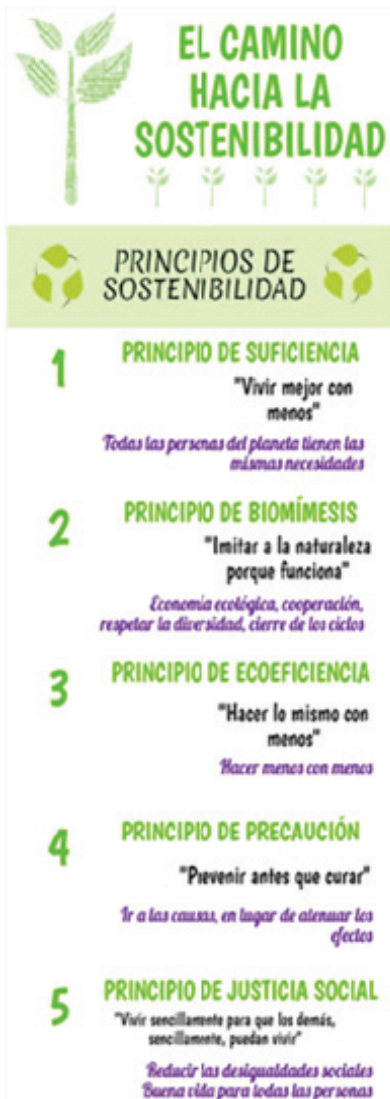 EL CAMINO
HACIA LA
SOSTENIBILIDAD
PRINCIPIOS DE
SOSTENIBILIDAD
1
PRINCIPIO DE SUFICIENCIA
"Vivir mejor con
menos"
Todas las personas del planeta tienen las
mismas necesidades
2
PRINCIPIO DE BIOMÍMESIS
"Imitar a la naturaleza
porque funciona"
Economía ecológica, cooperación,
respetar la diversidad, cierre de los ciclos
3
PRINCIPIO DE ECOEFICIENCIA
"Hacer lo mismo con
menos"
Hacer menos con menos
4
PRINCIPIO DE PRECAUCIÓN
"Prevenir antes que curar"
Ir a las causas, en lugar de atenuar los
efectos
5
PRINCIPIO DE JUSTICIA SOCIAL
"Vivir sencillamente para que los demás,
sencillamente, puedan vivir"
Reducir las desigualdades sociales
Buena vida para todas las personas